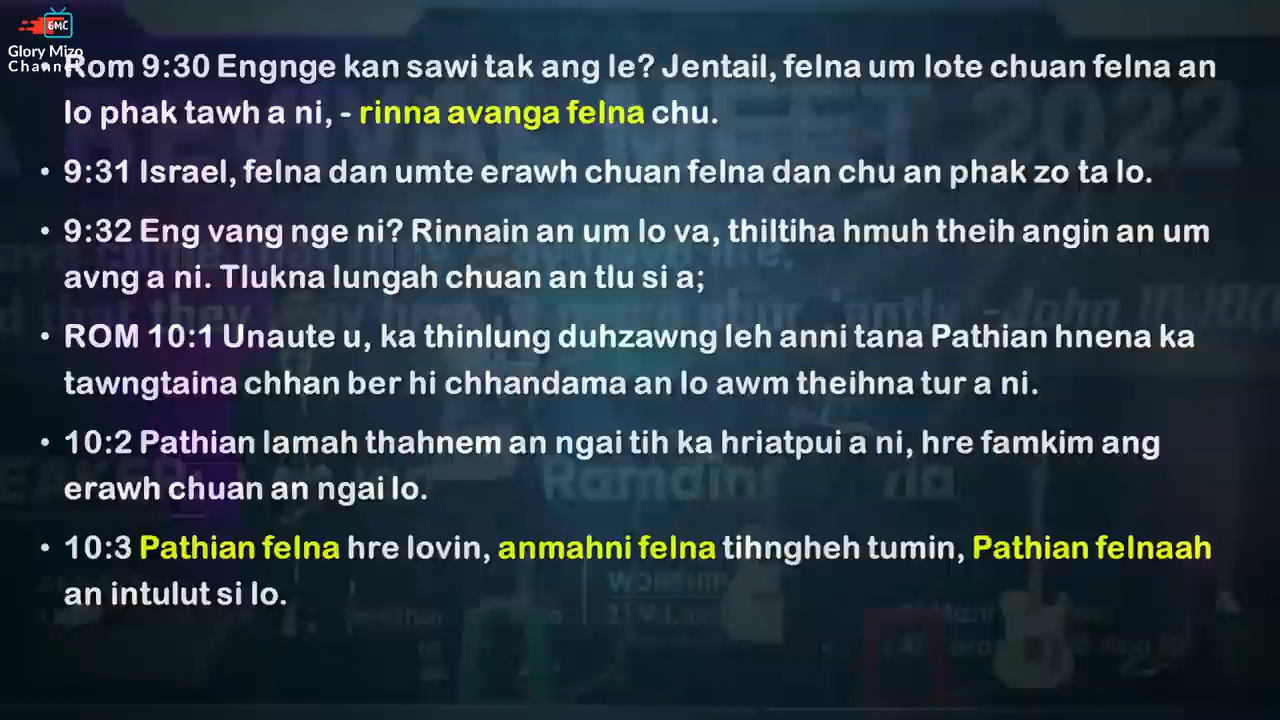 GMC
Glory Mizo
Channel
• Rom 9:30 Engnge kan sawi tak ang le? Jentail, felna um lote chuan felna an
lo phak tawh a ni, - rinna avanga felna chu.
• 9:31 Israel, felna dan umte erawh chuan felna dan chu an phak zo ta lo.
• 9:32 Eng vang nge ni? Rinnain an um lo va, thiltiha hmuh theih angin an um
avng a ni. Tlukna lungah chuan an tlu si a;
• ROM 10:1 Unaute u, ka thinlung duhzawng leh anni tana Pathian hnena ka
tawngtaina chhan ber hi chhandama an lo awm theihna tur a ni.
• 10:2 Pathian lamah thahnem an ngai tih ka hriatpui a ni, hre famkim ang
erawh chuan an ngai lo.
• 10:3 Pathian felna hre lovin, anmahni felna tihngheh tumin, Pathian felnaah
an intulut si lo.
REVIVAL MEET 2022
WORSHIP